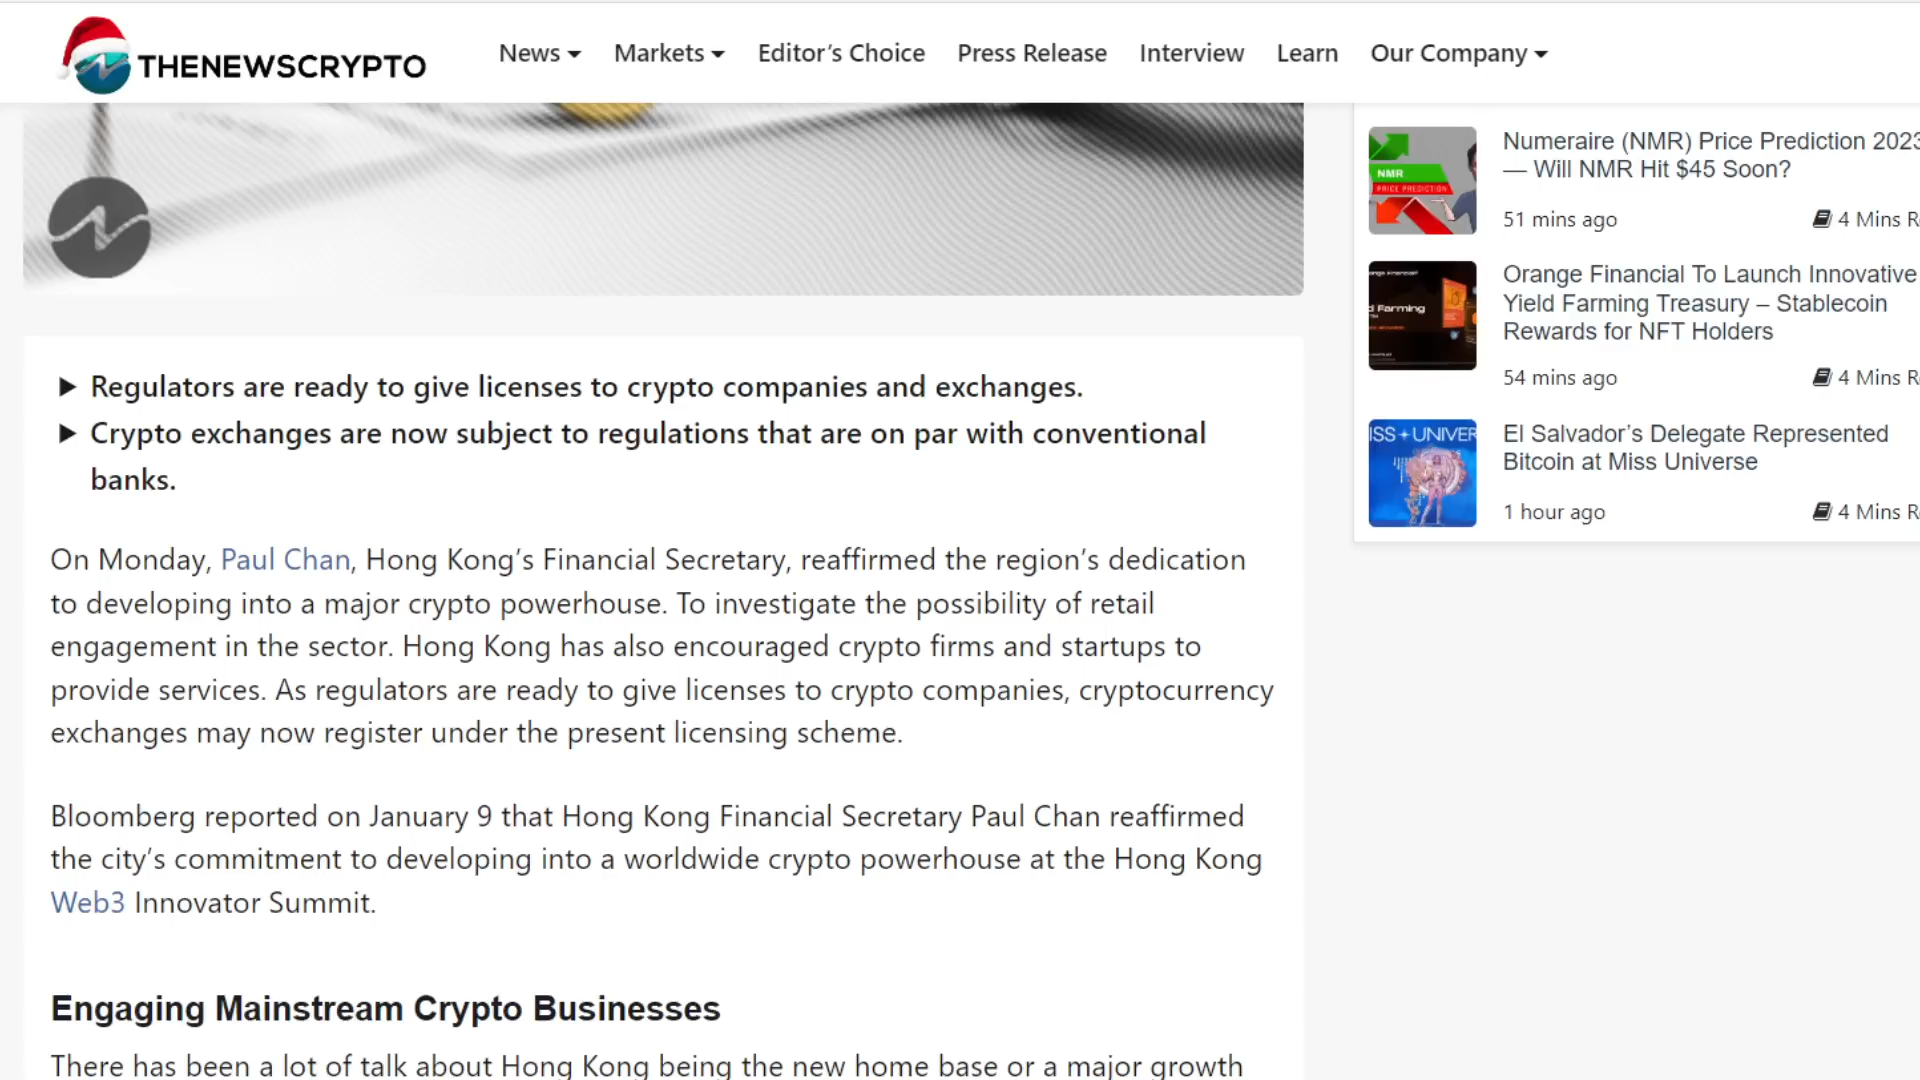 THENEWSCRYPTO
News Markets Editor’s Choice Press Release Interview Learn Our Company
Regulators are ready to give licenses to crypto companies and exchanges.
Crypto exchanges are now subject to regulations that are on par with conventional
banks.
On Monday, Paul Chan, Hong Kong’s Financial Secretary, reaffirmed the region’s dedication
to developing into a major crypto powerhouse. To investigate the possibility of retail
engagement in the sector. Hong Kong has also encouraged crypto firms and startups to
provide services. As regulators are ready to give licenses to crypto companies, cryptocurrency
exchanges may now register under the present licensing scheme.
Bloomberg reported on January 9 that Hong Kong Financial Secretary Paul Chan reaffirmed
the city’s commitment to developing into a worldwide crypto powerhouse at the Hong Kong
Web3 Innovator Summit.
Engaging Mainstream Crypto Businesses
There has been a lot of talk about Hong Kong being the new home base or a major growth
NMR
PRICE PREDICTION
Numeraire (NMR) Price Prediction 2023
— Will NMR Hit $45 Soon?
51 mins ago 4 Mins R
d Farming
Orange Financial To Launch Innovative
Yield Farming Treasury – Stablecoin
Rewards for NFT Holders
54 mins ago 4 Mins R
ISS UNIVER
El Salvador’s Delegate Represented
Bitcoin at Miss Universe
1 hour ago 4 Mins R